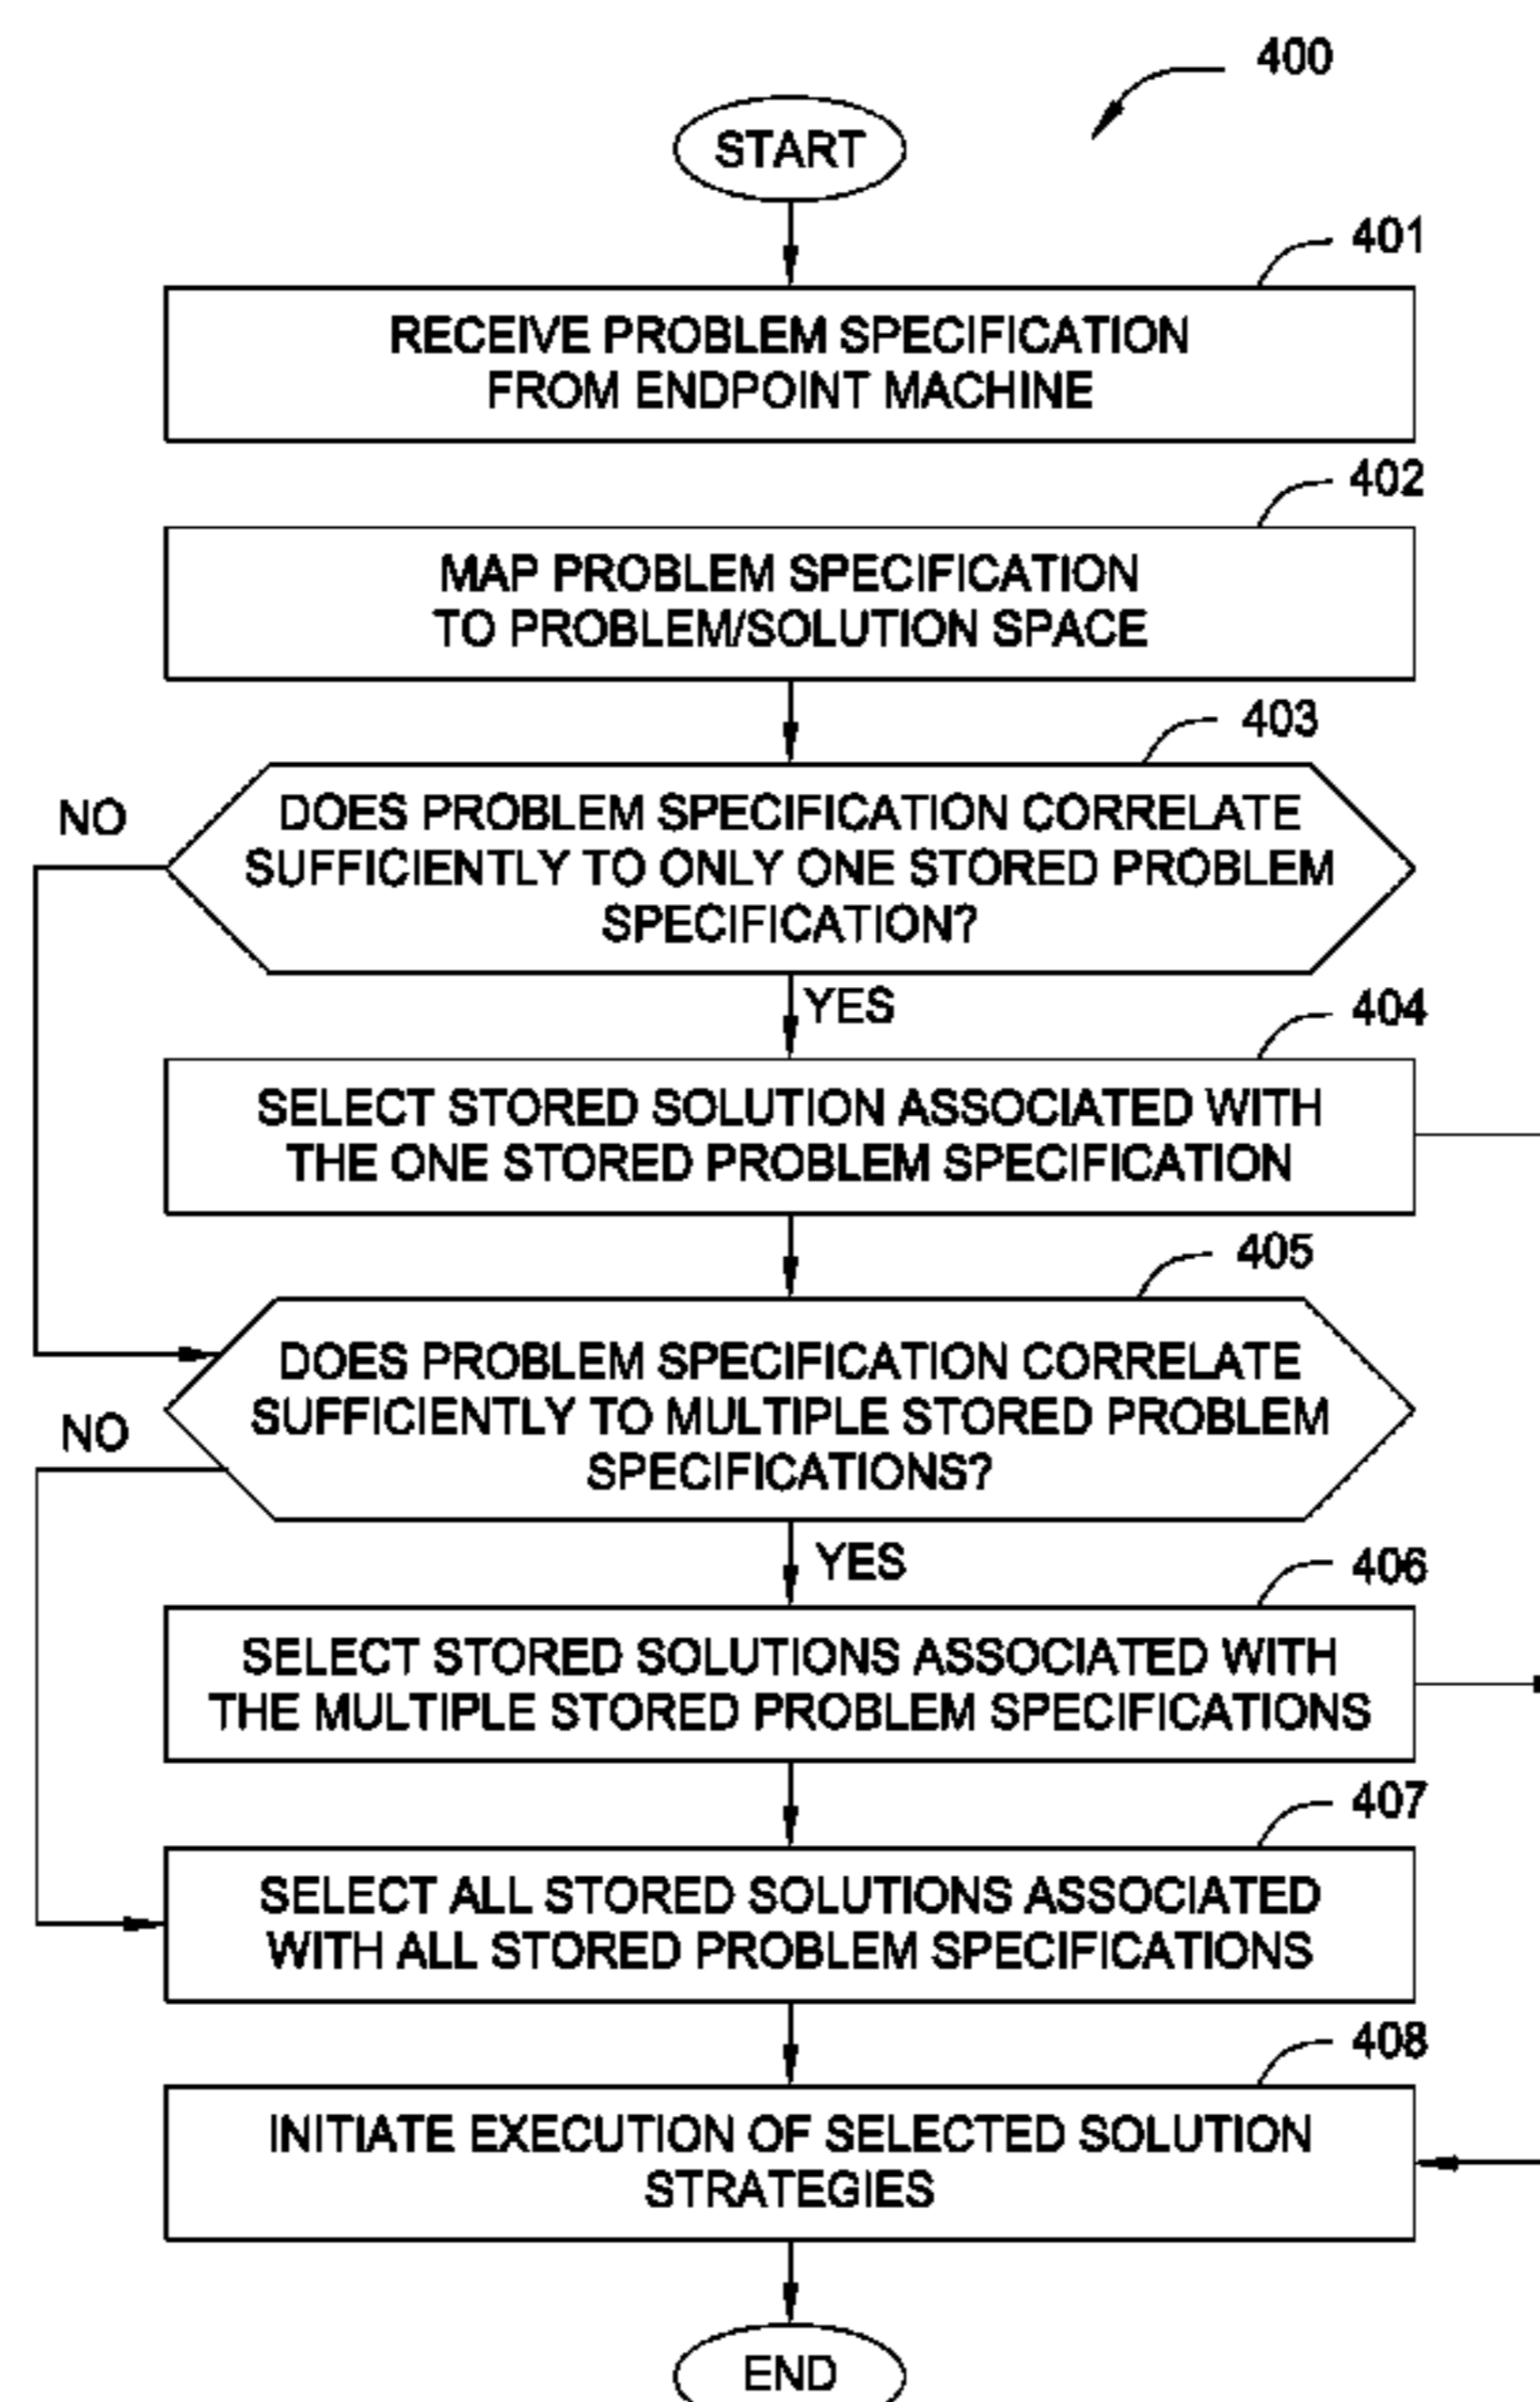 400
START
401
RECEIVE PROBLEM SPECIFICATION
FROM ENDPOINT MACHINE
402
MAP PROBLEM SPECIFICATION
TO PROBLEM/SOLUTION SPACE
403
NO
DOES PROBLEM SPECIFICATION CORRELATE
SUFFICIENTLY TO ONLY ONE STORED PROBLEM
SPECIFICATION?
YES
404
SELECT STORED SOLUTION ASSOCIATED WITH
THE ONE STORED PROBLEM SPECIFICATION
405
DOES PROBLEM SPECIFICATION CORRELATE
SUFFICIENTLY TO MULTIPLE STORED PROBLEM
SPECIFICATIONS?
NO
YES
406
SELECT STORED SOLUTIONS ASSOCIATED WITH
THE MULTIPLE STORED PROBLEM SPECIFICATIONS
407
SELECT ALL STORED SOLUTIONS ASSOCIATED
WITH ALL STORED PROBLEM SPECIFICATIONS
408
INITIATE EXECUTION OF SELECTED SOLUTION
STRATEGIES
END